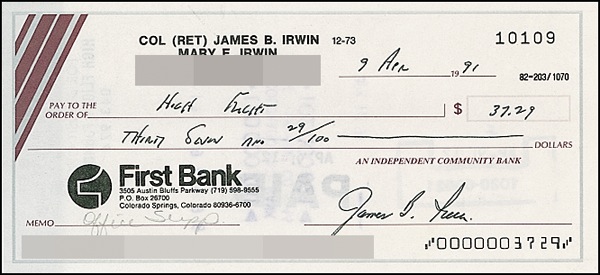 COL (RET) JAMES B. IRWIN 12-73 10109
MARY E. IRWIN
9 Apr 1991 82-203/1070
PAY TO THE ORDER OF High Flight $ 37.29
Thirty Seven and 29/100 DOLLARS
AN INDEPENDENT COMMUNITY BANK
First Bank
3505 Austin Bluffs Parkway (719) 598-9555
P.O. Box 26700
Colorado Springs, Colorado 80936-6700
MEMO Office Supp James B. Irwin
⑈0000003729⑈